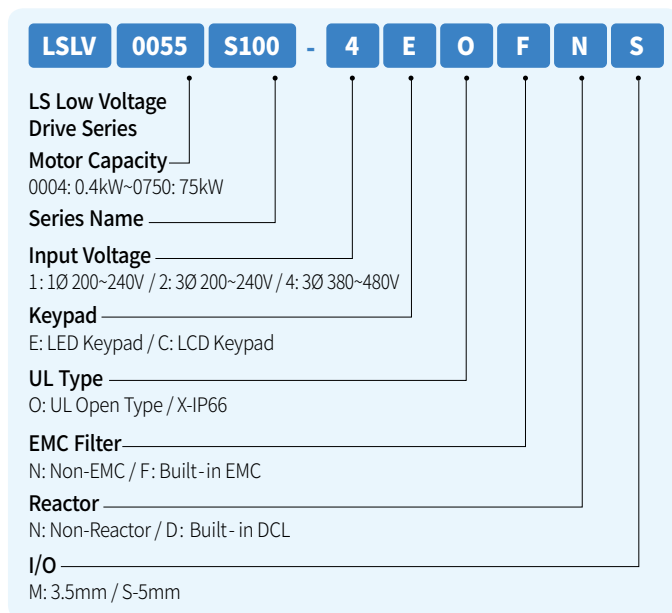 LSLV 0055 S100 - 4 E O F N S
LS Low Voltage
Drive Series
Motor Capacity
0004: 0.4kW~0750: 75kW
Series Name
Input Voltage
1: 1Ø 200~240V / 2: 3Ø 200~240V / 4: 3Ø 380~480V
Keypad
E: LED Keypad / C: LCD Keypad
UL Type
O: UL Open Type / X-IP66
EMC Filter
N: Non-EMC / F: Built-in EMC
Reactor
N: Non-Reactor / D: Built-in DCL
I/O
M: 3.5mm / S-5mm